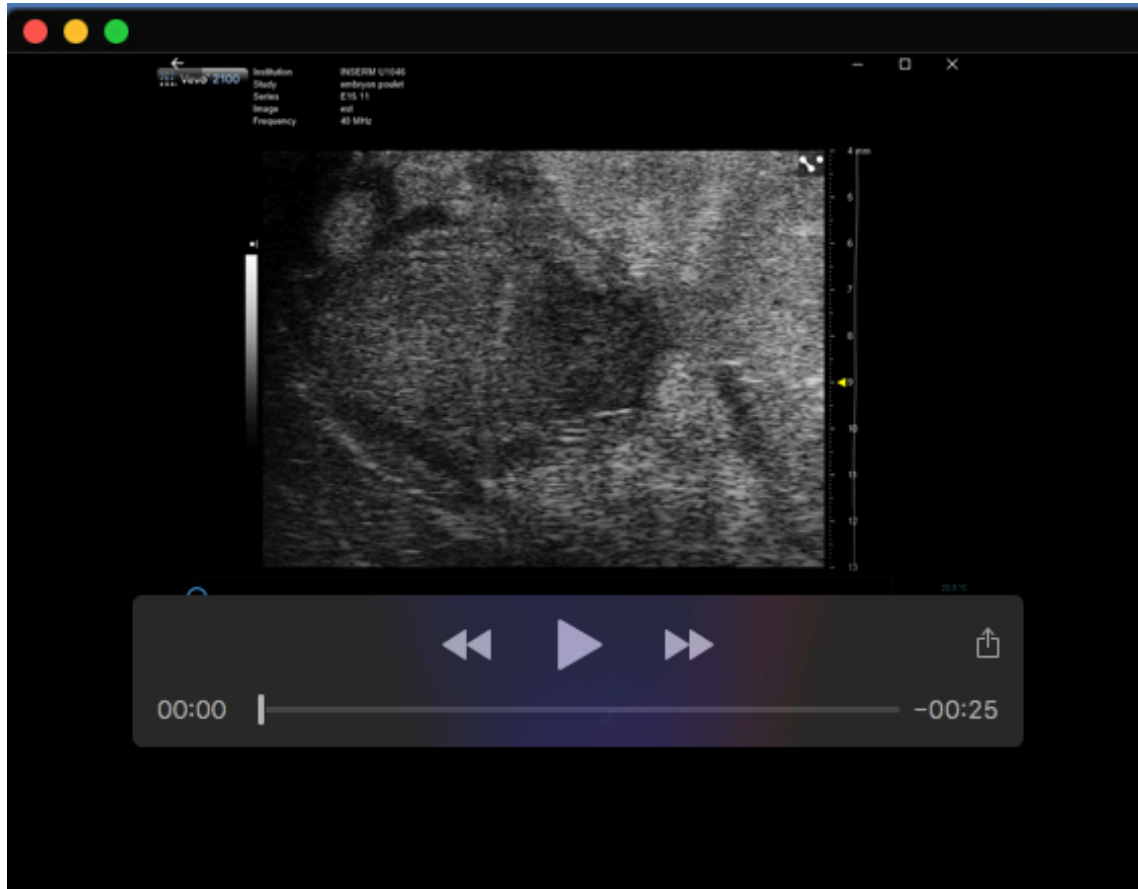 Vevo 2100
Institution INSERM U1046
Study embryon poulet
Series E15 11
Image est
Frequency 40 MHz
4 mm
5
6
7
8
9
10
11
12
13
00:00
-00:25